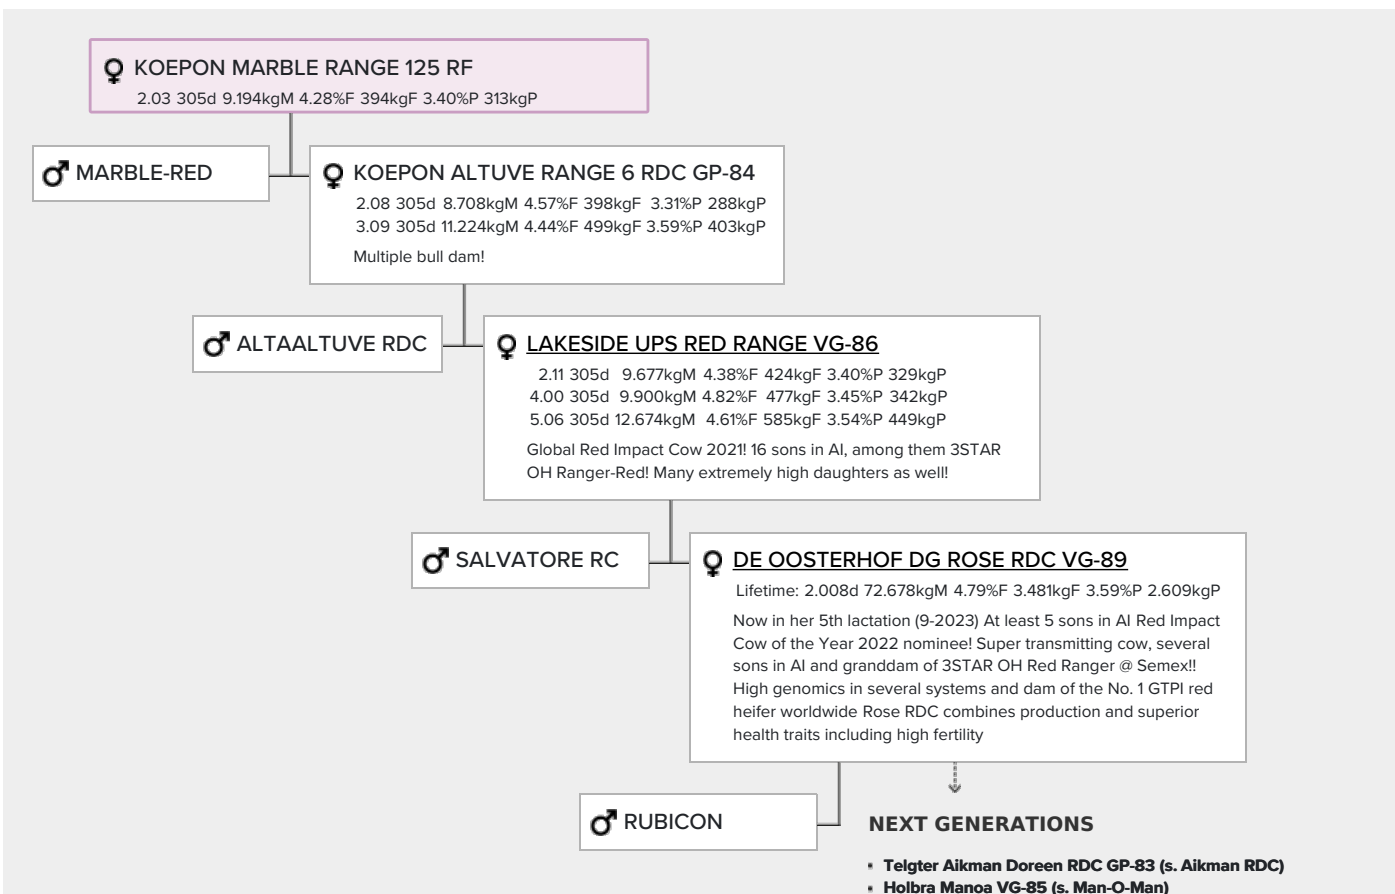 KOEPON MARBLE RANGE 125 RF
2.03 305d 9.194kgM 4.28%F 394kgF 3.40%P 313kgP
MARBLE-RED
KOEPON ALTUVE RANGE 6 RDC GP-84
2.08 305d 8.708kgM 4.57%F 398kgF 3.31%P 288kgP
3.09 305d 11.224kgM 4.44%F 499kgF 3.59%P 403kgP
Multiple bull dam!
ALTAALTUVE RDC
LAKESIDE UPS RED RANGE VG-86
2.11 305d 9.677kgM 4.38%F 424kgF 3.40%P 329kgP
4.00 305d 9.900kgM 4.82%F 477kgF 3.45%P 342kgP
5.06 305d 12.674kgM 4.61%F 585kgF 3.54%P 449kgP
Global Red Impact Cow 2021! 16 sons in AI, among them 3STAR
OH Ranger-Red! Many extremely high daughters as well!
SALVATORE RC
DE OOSTERHOF DG ROSE RDC VG-89
Lifetime: 2.008d 72.678kgM 4.79%F 3.481kgF 3.59%P 2.609kgP
Now in her 5th lactation (9-2023) At least 5 sons in AI Red Impact
Cow of the Year 2022 nominee! Super transmitting cow, several
sons in AI and granddam of 3STAR OH Red Ranger @ Semex!!
High genomics in several systems and dam of the No. 1 GTPI red
heifer worldwide Rose RDC combines production and superior
health traits including high fertility
RUBICON
NEXT GENERATIONS
▪ Telgter Aikman Doreen RDC GP-83 (s. Aikman RDC)
▪ Holbra Manoa VG-85 (s. Man-O-Man)